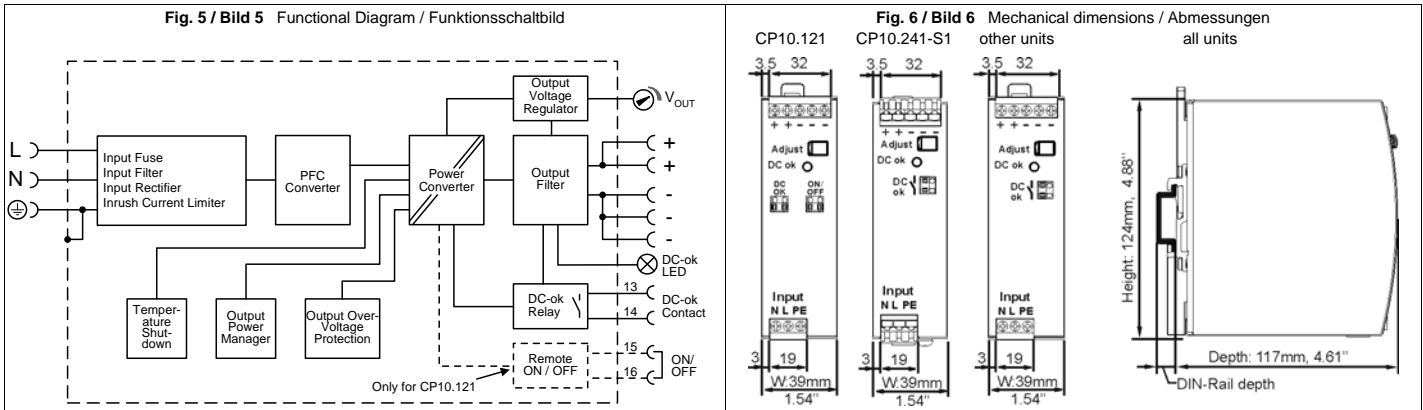 Fig. 5 / Bild 5 Functional Diagram / Funktionsschaltbild
L
N
Input Fuse
Input Filter
Input Rectifier
Inrush Current Limiter
PFC
Converter
Power
Converter
Output
Voltage
Regulator
VOUT
Output
Filter
+
+
-
-
-
DC-ok
LED
DC-ok
Relay
13
14
DC-ok
Contact
Temper-
ature
Shut-
down
Output
Power
Manager
Output Over-
Voltage
Protection
Remote
ON / OFF
15
16
ON/
OFF
Only for CP10.121
Fig. 6 / Bild 6 Mechanical dimensions / Abmessungen
CP10.121
3.5 32
+ + - - -
Adjust
DC ok
DC
OK
ON/
OFF
Input
N L PE
3 19
W:39mm
1.54"
CP10.241-S1
3.5 32
+ + - - -
Adjust
DC ok
DC
ok
Input
N L PE
3 19
W:39mm
1.54"
other units
3.5 32
+ + - - -
Adjust
DC ok
DC
ok
Input
N L PE
3 19
W:39mm
1.54"
all units
Height: 124mm, 4.88"
Depth: 117mm, 4.61"
DIN-Rail depth